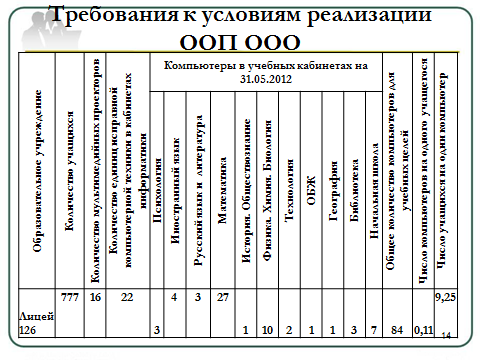 Требования к условиям реализации
ООП ООО
Образовательное учреждение
Количество учащихся
Количество мультимедийных проекторов
Количество единиц исправной
компьютерной техники в кабинетах
информатики
Компьютеры в учебных кабинетах на
31.05.2012
Психология
Иностранный язык
Русский язык и литература
Математика
История. Обществознание
Физика. Химия. Биология
Технология
ОБЖ
География
Библиотека
Начальная школа
Общее количество компьютеров для
учебных целей
Число компьютеров на одного учащегося
Число учащихся на один компьютер
Лицей
126
777
16
22
3
4
3
27
1
10
2
1
1
3
7
84
0,11
9,25
14